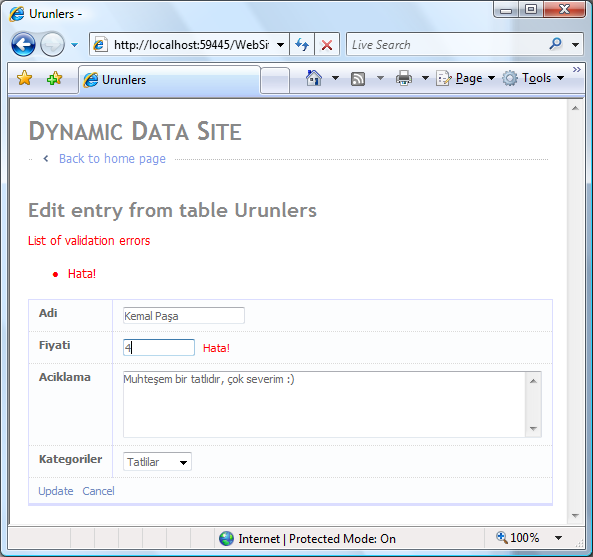 Urunlers -
http://localhost:59445/WebSit
Live Search
Urunlers
Page
Tools
DYNAMIC DATA SITE
Back to home page
Edit entry from table Urunlers
List of validation errors
Hata!
Adi Kemal Paşa
Fiyati 4 Hata!
Aciklama Muhteşem bir tatlıdır, çok severim :)
Kategoriler Tatlilar
Update Cancel
Internet | Protected Mode: On 100%